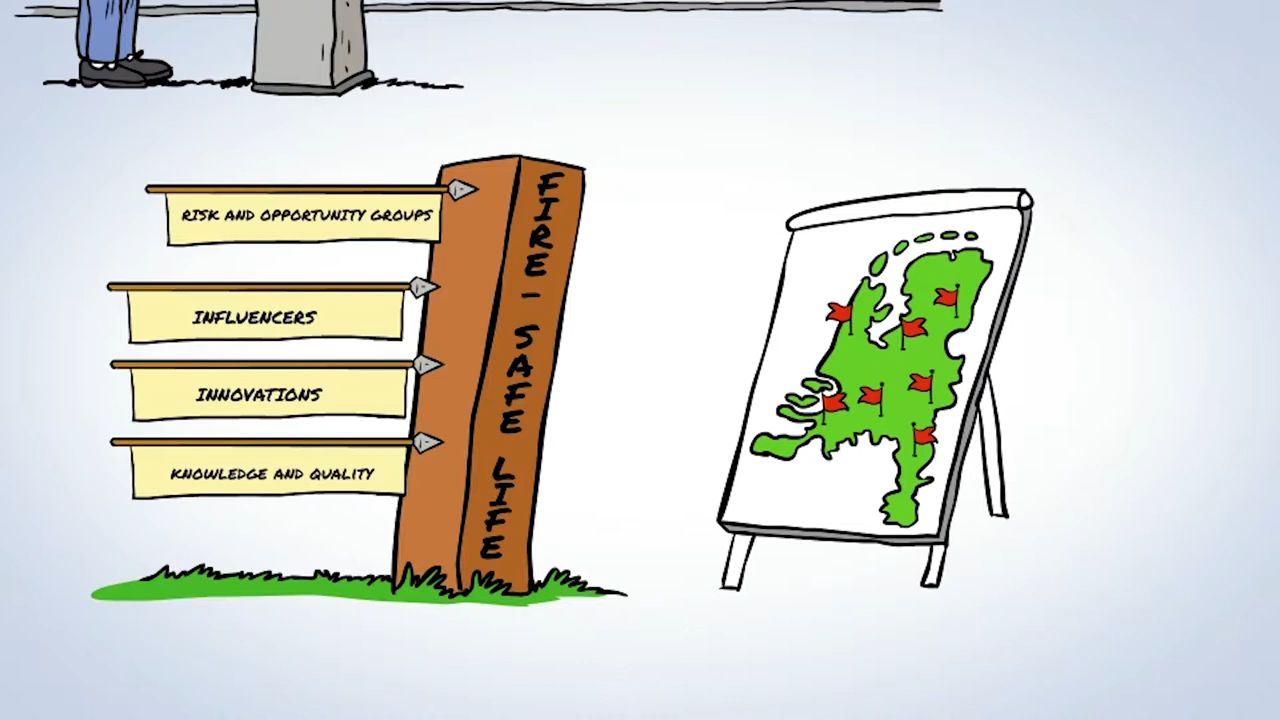 RISK AND OPPORTUNITY GROUPS
INFLUENCERS
INNOVATIONS
KNOWLEDGE AND QUALITY
FIRE-SAFE LIFE